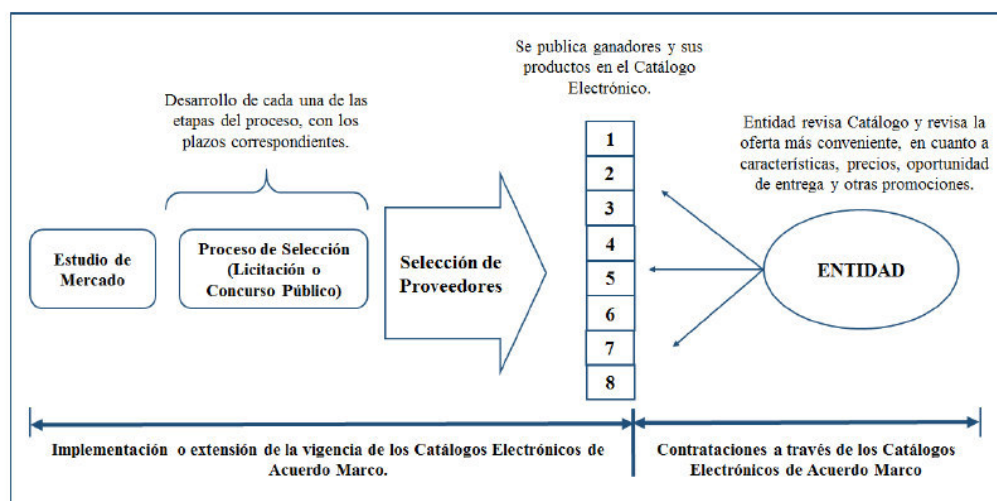 Se publica ganadores y sus
productos en el Catálogo
Electrónico.
Desarrollo de cada una de las
etapas del proceso, con los
plazos correspondientes.
Entidad revisa Catálogo y revisa la
oferta más conveniente, en cuanto a
características, precios, oportunidad
de entrega y otras promociones.
Estudio de
Mercado
Proceso de Selección
(Licitación o
Concurso Público)
Selección de
Proveedores
1
2
3
4
5
6
7
8
ENTIDAD
Implementación o extensión de la vigencia de los Catálogos Electrónicos de
Acuerdo Marco.
Contrataciones a través de los Catálogos
Electrónicos de Acuerdo Marco